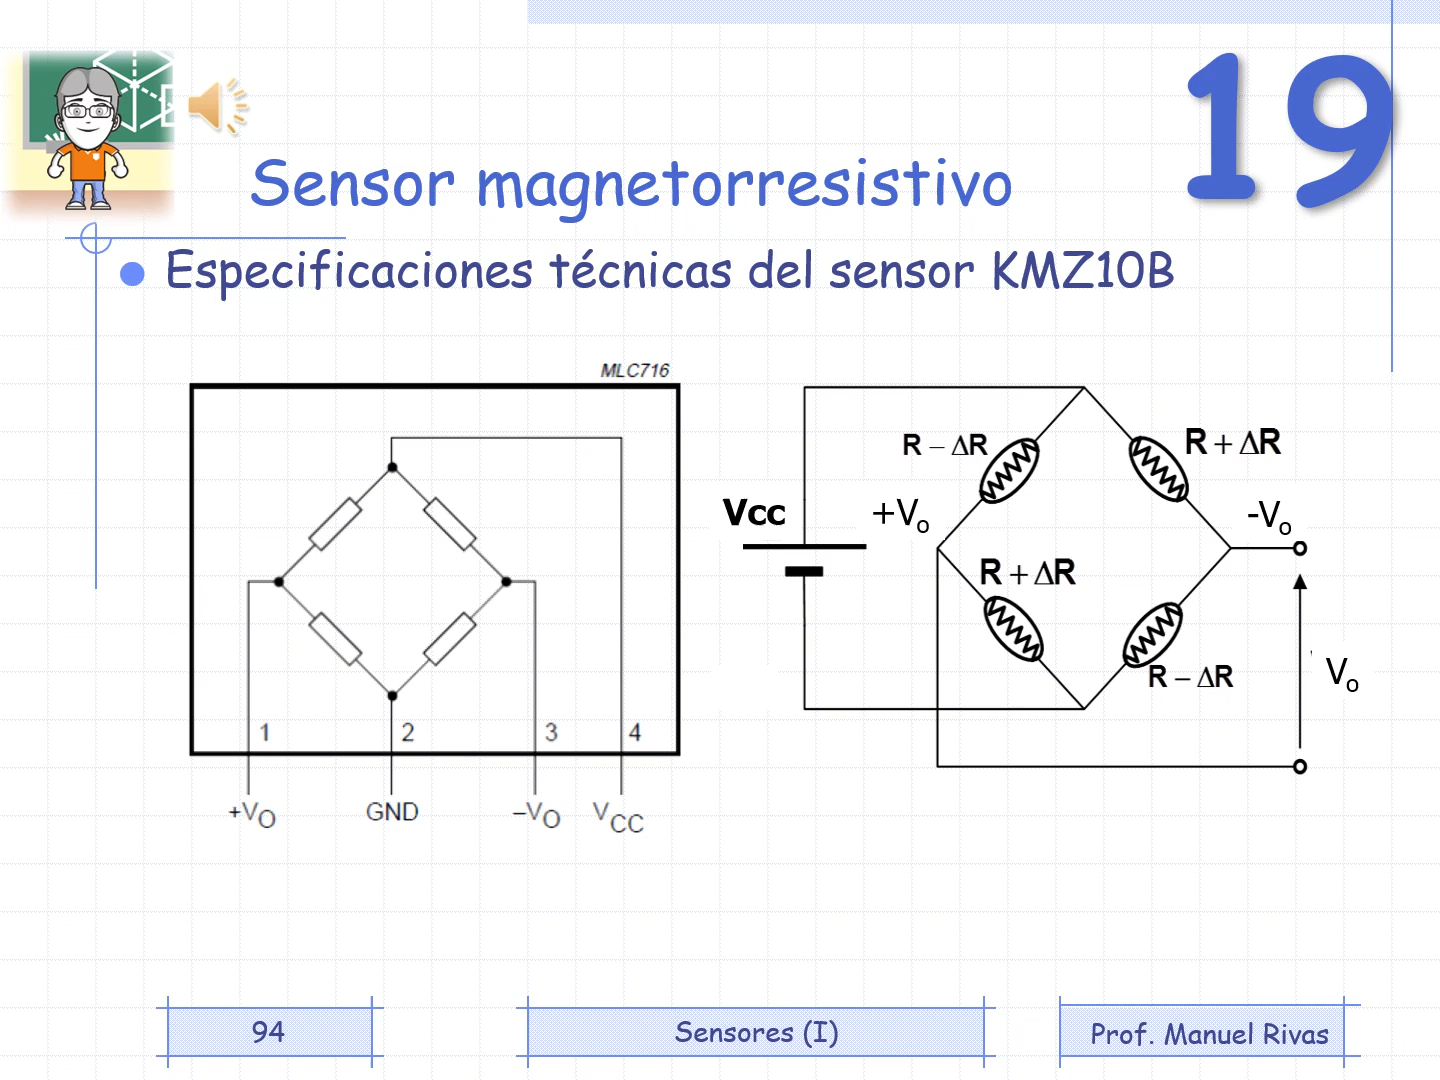 19
Sensor magnetorresistivo
Especificaciones técnicas del sensor KMZ10B
MLC716
1 2 3 4
+VO GND –VO VCC
R – ΔR
R + ΔR
Vcc
+Vo
-Vo
R + ΔR
R – ΔR
Vo
94
Sensores (I)
Prof. Manuel Rivas